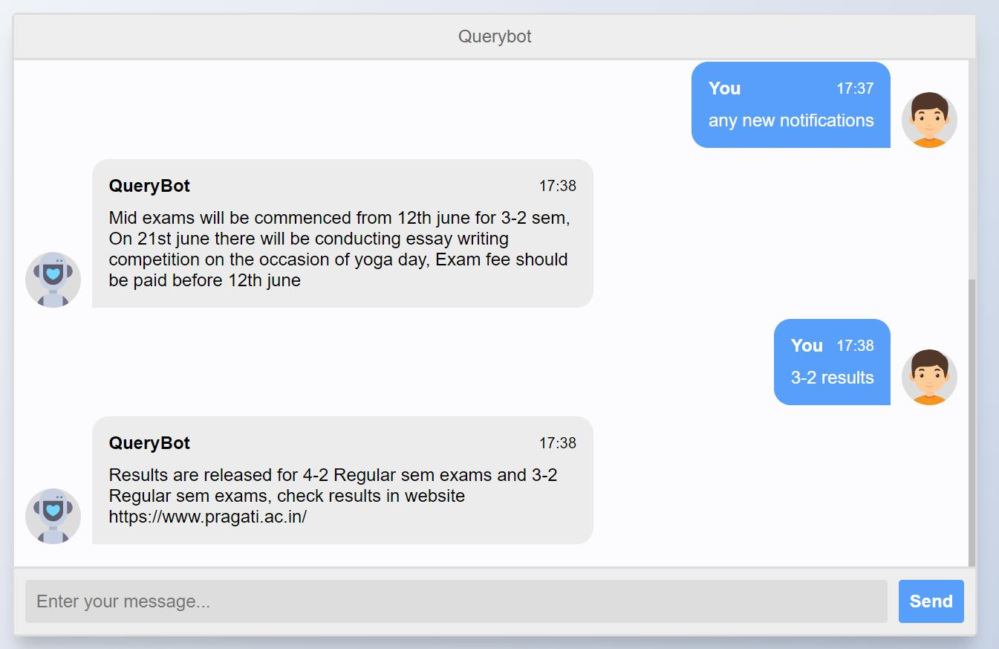 Querybot
You 17:37
any new notifications
QueryBot 17:38
Mid exams will be commenced from 12th june for 3-2 sem,
On 21st june there will be conducting essay writing
competition on the occasion of yoga day, Exam fee should
be paid before 12th june
You 17:38
3-2 results
QueryBot 17:38
Results are released for 4-2 Regular sem exams and 3-2
Regular sem exams, check results in website
https://www.pragati.ac.in/
Enter your message...
Send